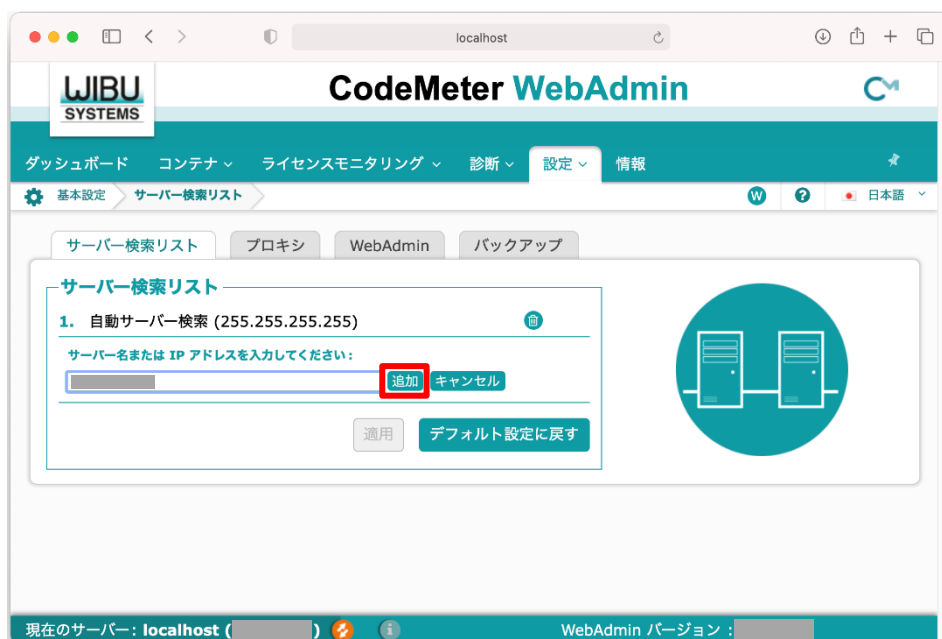 localhost
WIBU
SYSTEMS
CodeMeter WebAdmin
CM
ダッシュボード コンテナ ライセンスモニタリング 診断 設定 情報
基本設定 サーバー検索リスト W ? 日本語
サーバー検索リスト プロキシ WebAdmin バックアップ
サーバー検索リスト
1. 自動サーバー検索 (255.255.255.255)
サーバー名または IP アドレスを入力してください:
追加 キャンセル
適用 デフォルト設定に戻す
現在のサーバー: localhost ( ) WebAdmin バージョン :